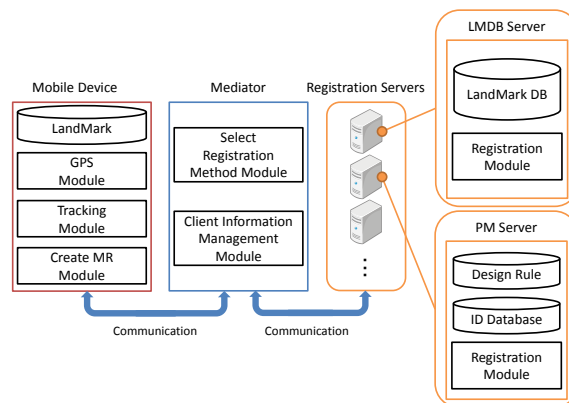 Mobile Device
LandMark
GPS
Module
Tracking
Module
Create MR
Module
Mediator
Select
Registration
Method Module
Client Information
Management
Module
Registration Servers
⋮
Communication
Communication
LMDB Server
LandMark DB
Registration
Module
PM Server
Design Rule
ID Database
Registration
Module